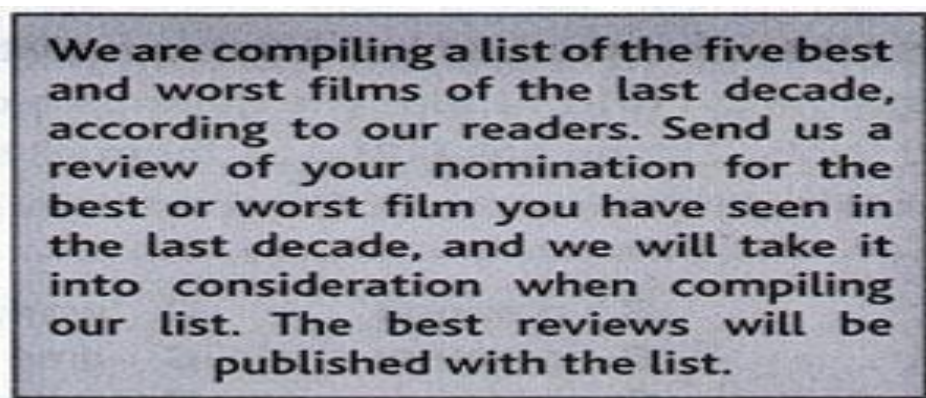 We are compiling a list of the five best
and worst films of the last decade,
according to our readers. Send us a
review of your nomination for the
best or worst film you have seen in
the last decade, and we will take it
into consideration when compiling
our list. The best reviews will be
published with the list.